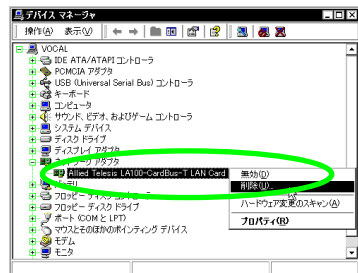 デバイス マネージャ
操作(A) 表示(V)
VOCAL
IDE ATA/ATAPI コントローラ
PCMCIA アダプタ
USB (Universal Serial Bus) コントローラ
キーボード
コンピュータ
サウンド、ビデオ、およびゲーム コントローラ
システム デバイス
ディスク ドライブ
ディスプレイ アダプタ
ネットワーク アダプタ
Allied Telesis LA100-CardBus-T LAN Card
無効(D)
削除(U)...
ハードウェア変更のスキャン(A)
プロパティ(R)
バッテリ
フロッピー ディスク コントローラ
フロッピー ディスク ドライブ
ポート (COM と LPT)
マウスとそのほかのポインティング デバイス
モデム
モニタ